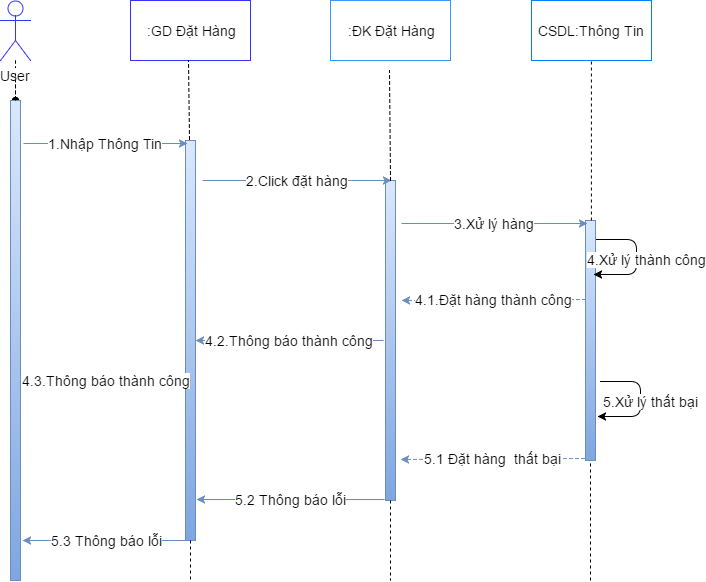 :GD Đặt Hàng
:ĐK Đặt Hàng
CSDL:Thông Tin
User
1.Nhập Thông Tin
2.Click đặt hàng
3.Xử lý hàng
4.Xử lý thành công
4.1.Đặt hàng thành công
4.2.Thông báo thành công
4.3.Thông báo thành công
5.Xử lý thất bại
5.1 Đặt hàng  thất bại
5.2 Thông báo lỗi
5.3 Thông báo lỗi